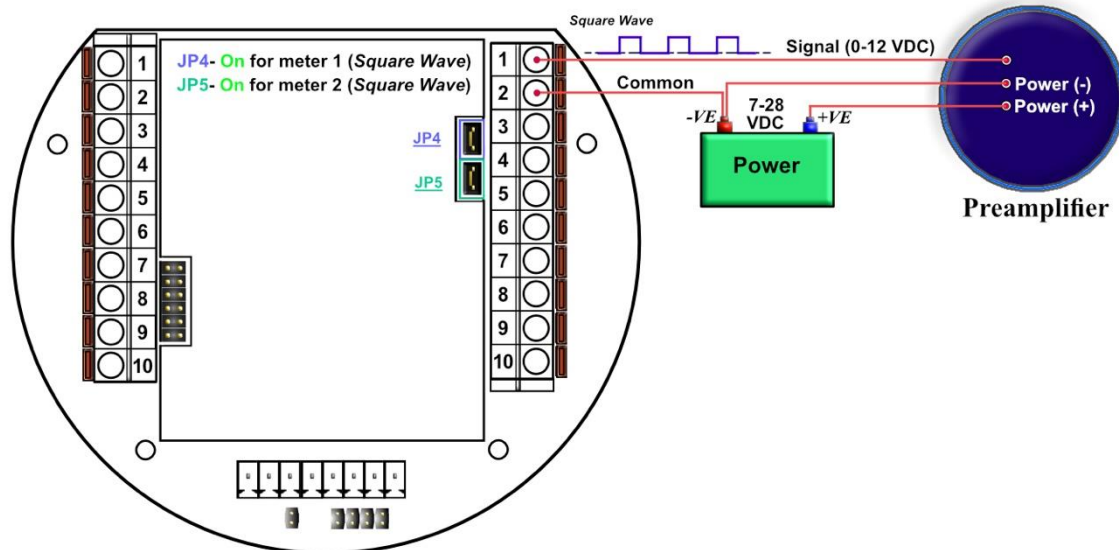 Square Wave
Signal (0-12 VDC)
JP4- On for meter 1 (Square Wave)
JP5- On for meter 2 (Square Wave)
JP4
JP5
1
2
3
4
5
6
7
8
9
10
1
2
3
4
5
6
7
8
9
10
Common
-VE
7-28
VDC
+VE
Power
Power (-)
Power (+)
Preamplifier